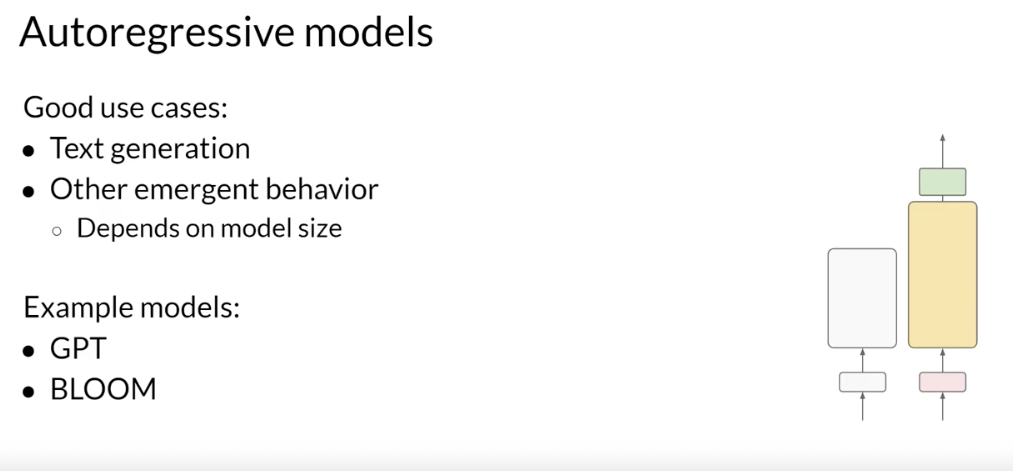 Autoregressive models
Good use cases:
● Text generation
● Other emergent behavior
○ Depends on model size
Example models:
● GPT
● BLOOM